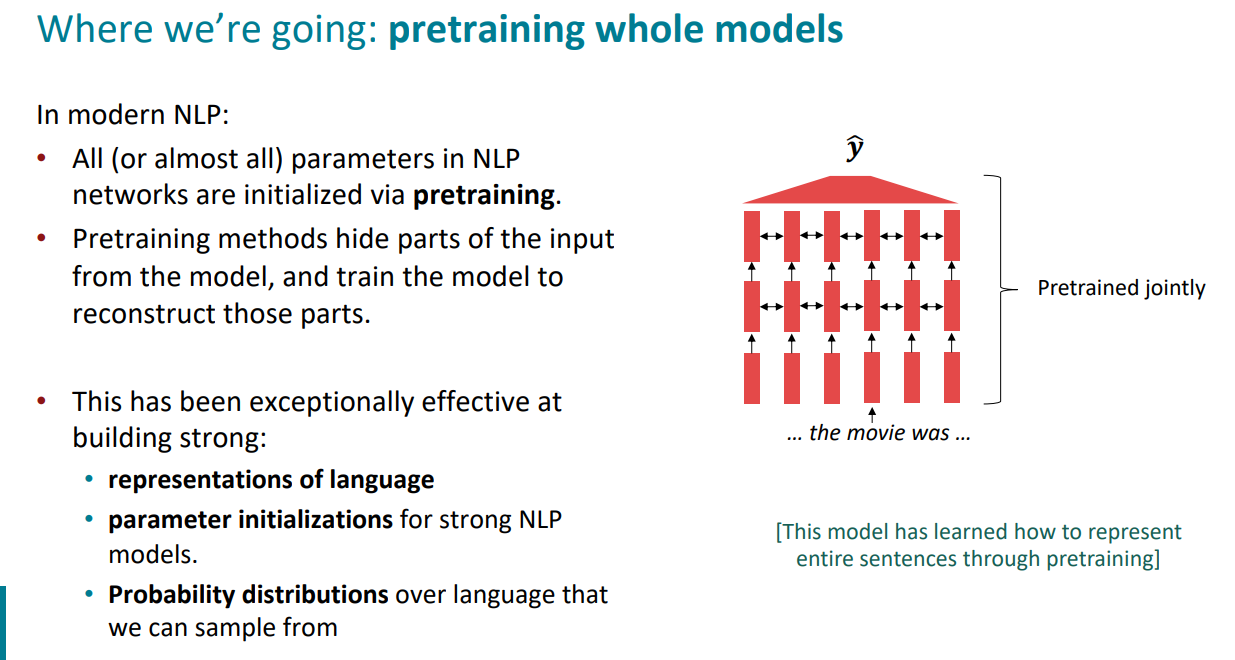 Where we’re going: pretraining whole models
In modern NLP:
• All (or almost all) parameters in NLP
networks are initialized via pretraining.
• Pretraining methods hide parts of the input
from the model, and train the model to
reconstruct those parts.
• This has been exceptionally effective at
building strong:
• representations of language
• parameter initializations for strong NLP
models.
• Probability distributions over language that
we can sample from
ŷ
Pretrained jointly
… the movie was …
[This model has learned how to represent
entire sentences through pretraining]